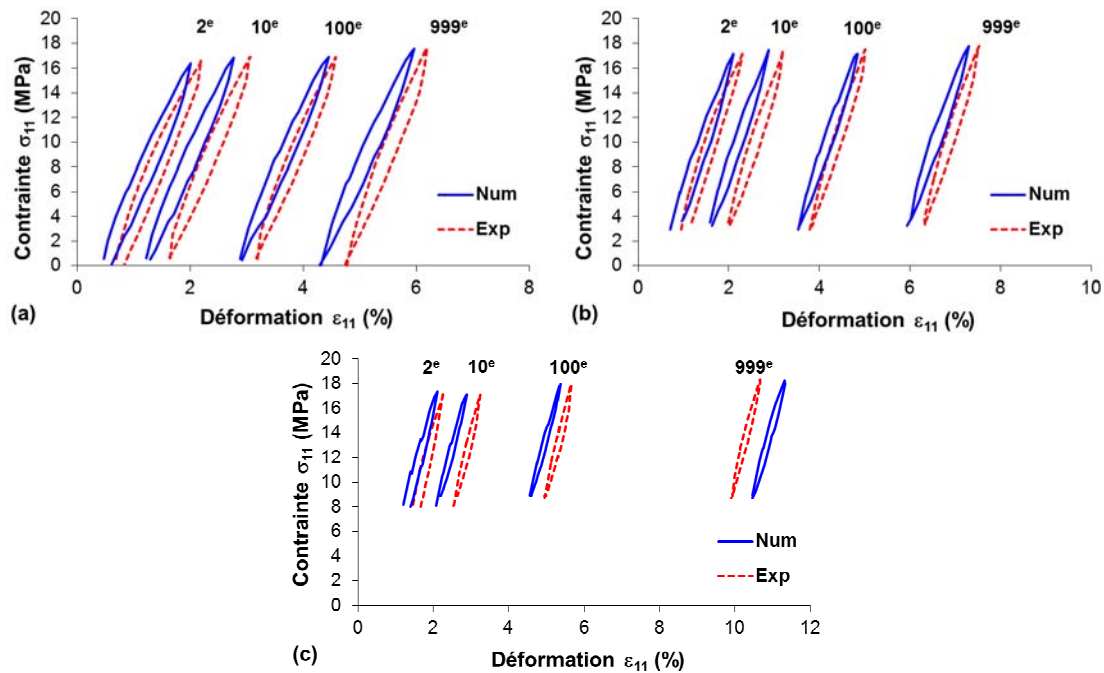 2ᵉ 10ᵉ 100ᵉ 999ᵉ
20
18
16
14
12
10
8
6
4
2
0
Contrainte σ₁₁ (MPa)
Num
Exp
0 2 4 6 8
(a) Déformation ε₁₁ (%)
2ᵉ 10ᵉ 100ᵉ 999ᵉ
20
18
16
14
12
10
8
6
4
2
0
Contrainte σ₁₁ (MPa)
Num
Exp
0 2 4 6 8 10
(b) Déformation ε₁₁ (%)
2ᵉ 10ᵉ 100ᵉ 999ᵉ
20
18
16
14
12
10
8
6
4
2
0
Contrainte σ₁₁ (MPa)
Num
Exp
0 2 4 6 8 10 12
(c) Déformation ε₁₁ (%)